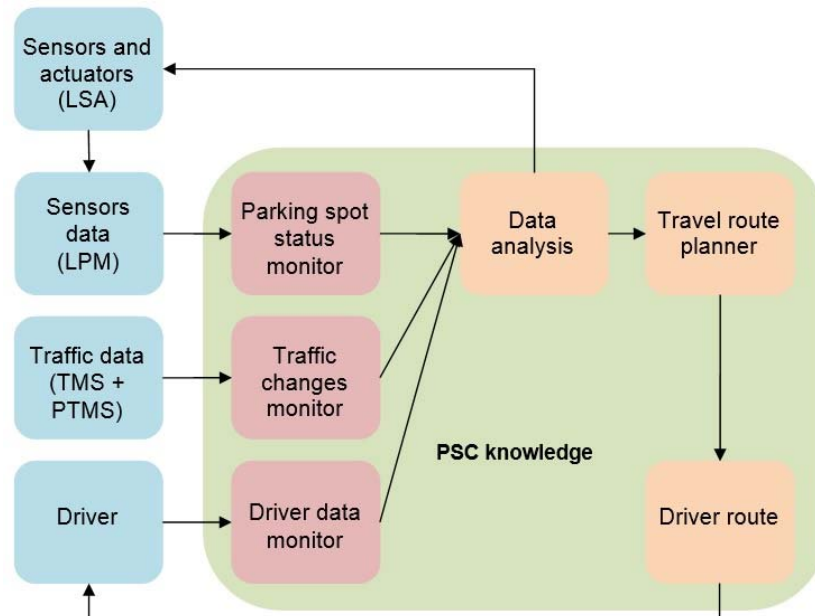 Sensors and
actuators
(LSA)
Sensors
data
(LPM)
Parking spot
status
monitor
Data
analysis
Travel route
planner
Traffic data
(TMS +
PTMS)
Traffic
changes
monitor
PSC knowledge
Driver
Driver data
monitor
Driver route